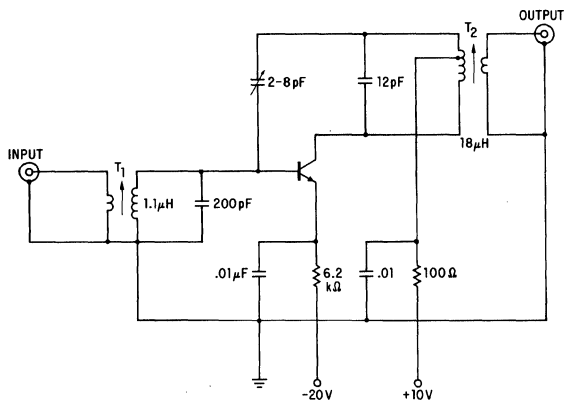 OUTPUT
T2
2-8pF
12pF
18μH
INPUT
T1
1.1μH
200pF
.01μF
6.2
kΩ
.01
100Ω
-20V
+10V